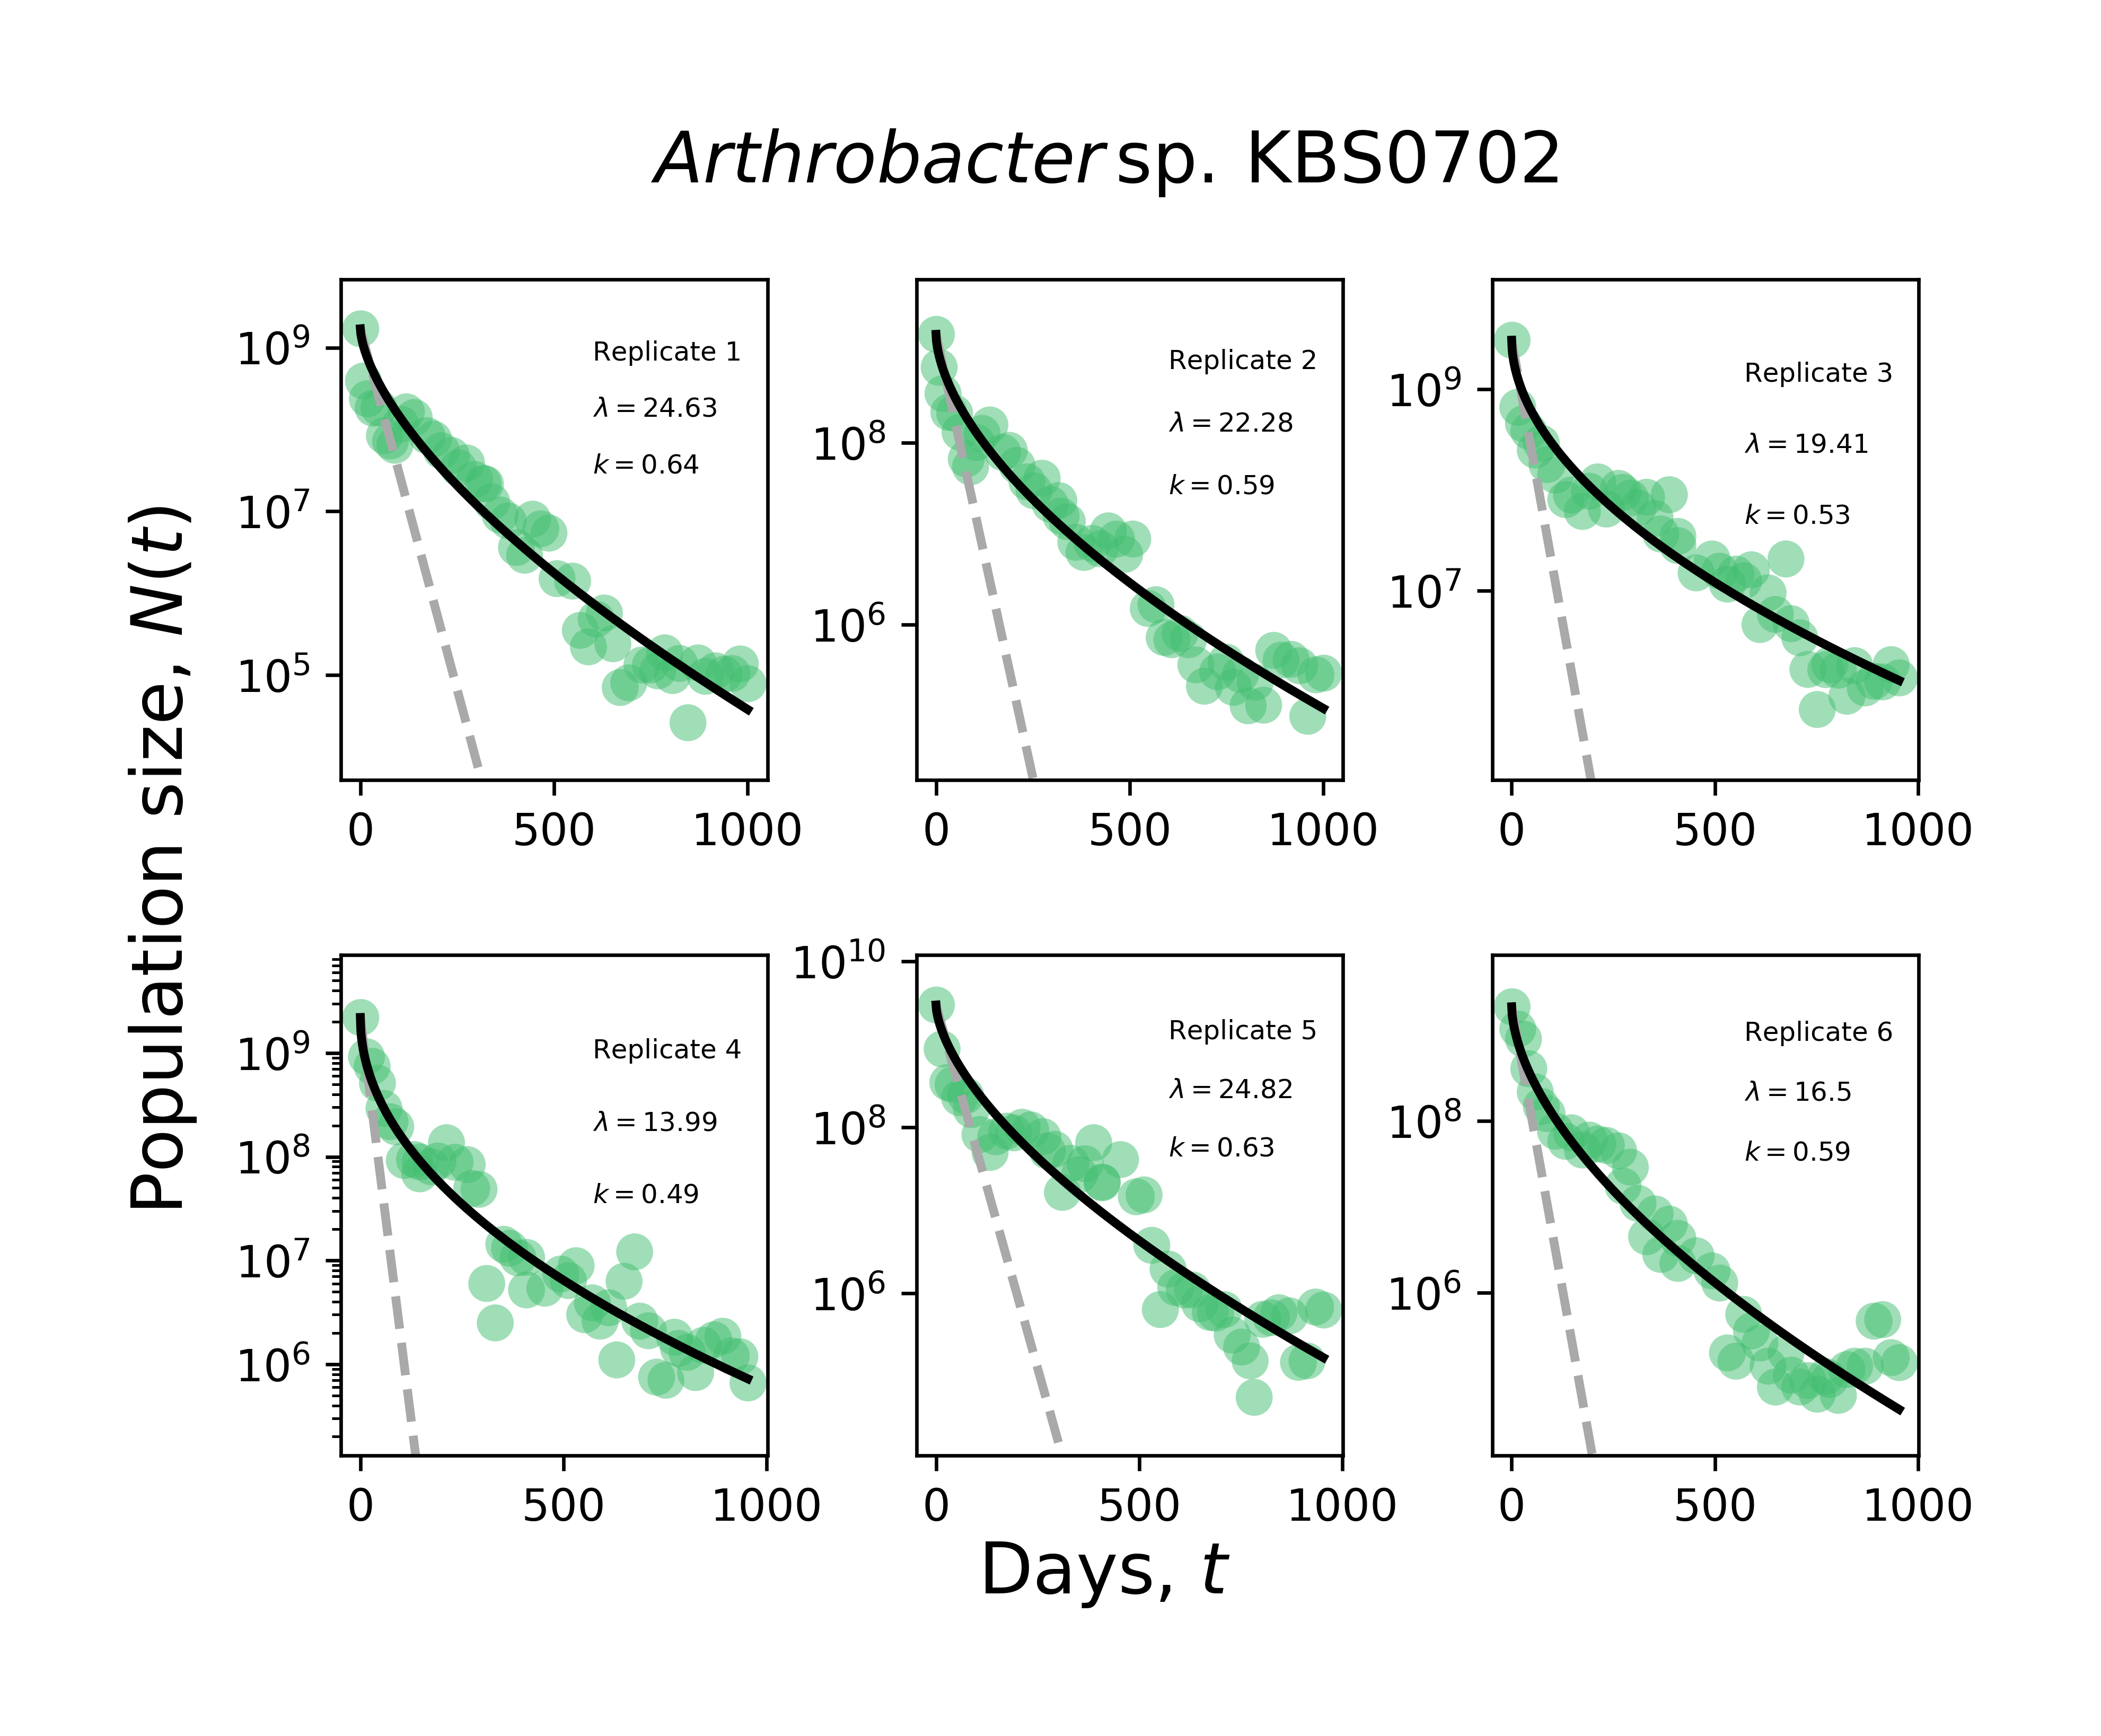 Arthrobacter sp. KBS0702
Population size, N(t)
10⁹
10⁷
10⁵
Replicate 1
λ = 24.63
k = 0.64
0 500 1000
10⁸
10⁶
Replicate 2
λ = 22.28
k = 0.59
0 500 1000
10⁹
10⁷
Replicate 3
λ = 19.41
k = 0.53
0 500 1000
10⁹
10⁸
10⁷
10⁶
Replicate 4
λ = 13.99
k = 0.49
0 500 1000
10¹⁰
10⁸
10⁶
Replicate 5
λ = 24.82
k = 0.63
0 500 1000
10⁸
10⁶
Replicate 6
λ = 16.5
k = 0.59
0 500 1000
Days, t